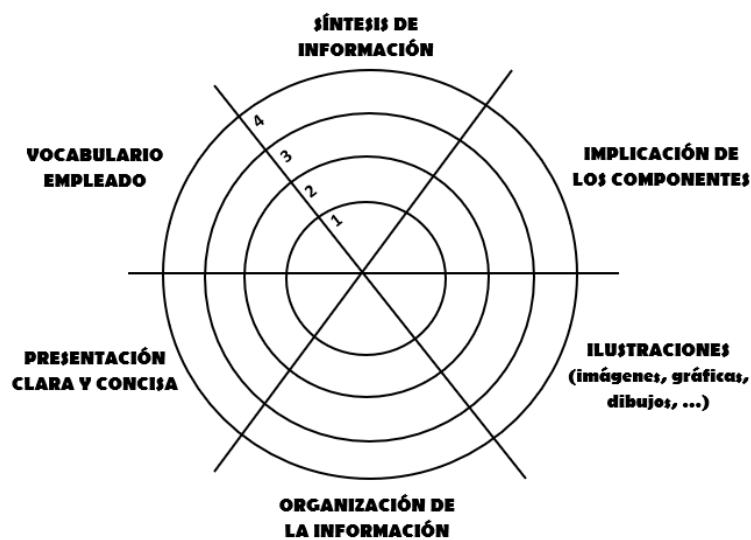 SÍNTESIS DE
INFORMACIÓN
4
3
2
1
VOCABULARIO
EMPLEADO
IMPLICACIÓN DE
LOS COMPONENTES
PRESENTACIÓN
CLARA Y CONCISA
ILUSTRACIONES
(imágenes, gráficas,
dibujos, ...)
ORGANIZACIÓN DE
LA INFORMACIÓN